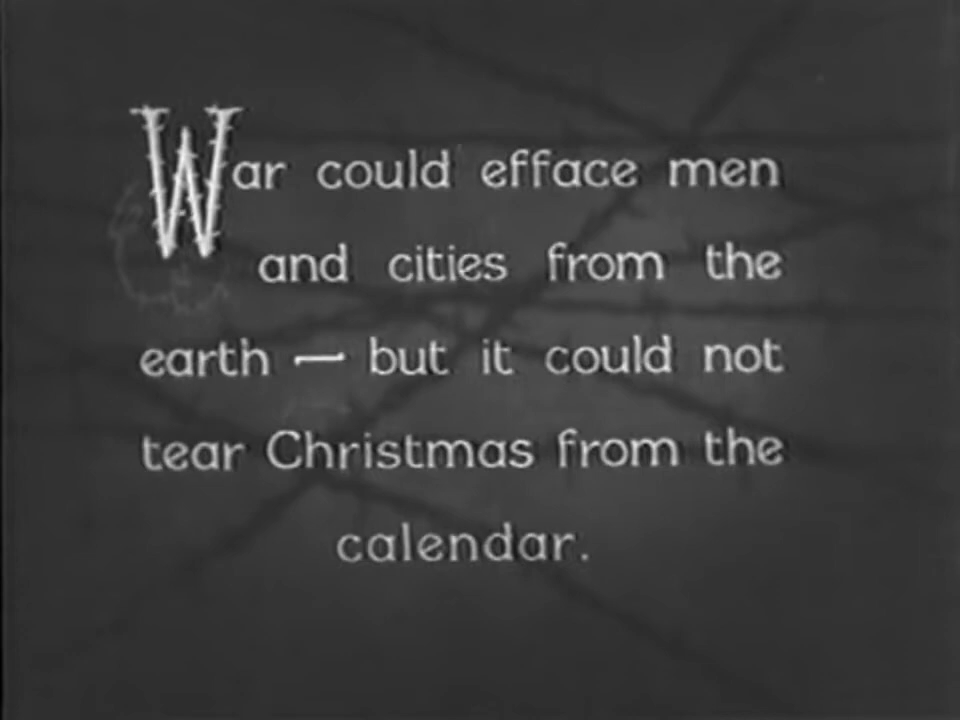 War could efface men
and cities from the
earth — but it could not
tear Christmas from the
calendar.